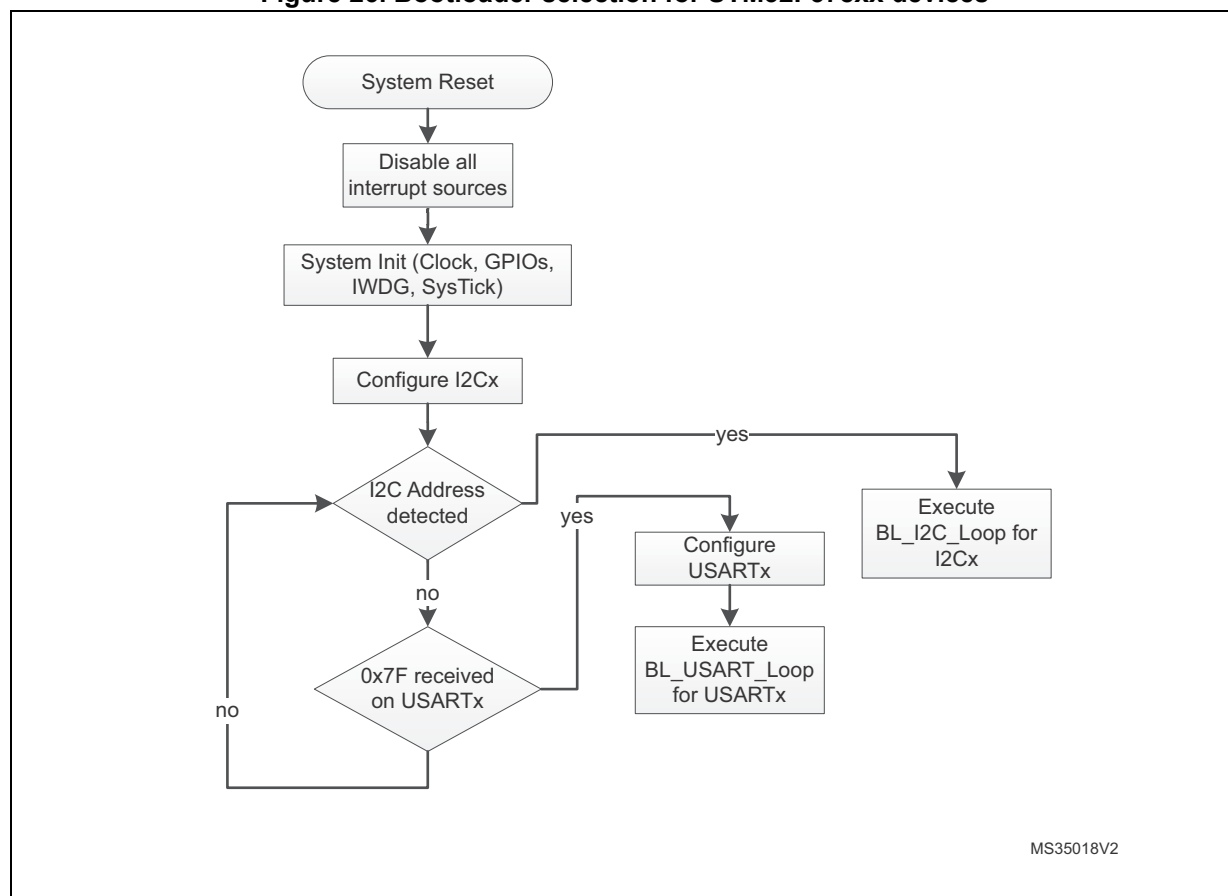 System Reset
Disable all
interrupt sources
System Init (Clock, GPIOs,
IWDG, SysTick)
Configure I2Cx
I2C Address
detected
yes
Execute
BL_I2C_Loop for
I2Cx
yes
Configure
USARTx
no
Execute
BL_USART_Loop
for USARTx
0x7F received
on USARTx
no
MS35018V2